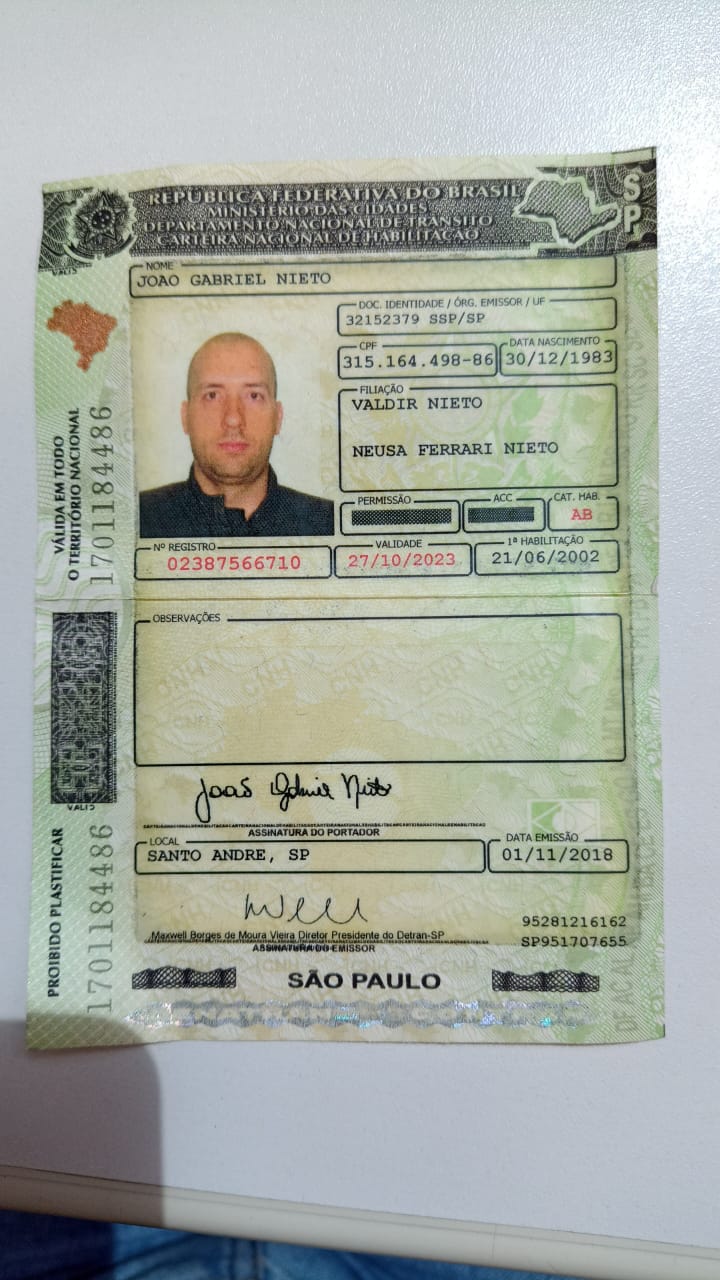 REPÚBLICA FEDERATIVA DO BRASIL
MINISTÉRIO DAS CIDADES
DEPARTAMENTO NACIONAL DE TRÂNSITO
CARTEIRA NACIONAL DE HABILITAÇÃO
SP
NOME
JOAO GABRIEL NIETO
DOC. IDENTIDADE / ÓRG. EMISSOR / UF
32152379 SSP/SP
CPF
315.164.498-86
DATA NASCIMENTO
30/12/1983
FILIAÇÃO
VALDIR NIETO
NEUSA FERRARI NIETO
PERMISSÃO
ACC
CAT. HAB.
AB
Nº REGISTRO
02387566710
VALIDADE
27/10/2023
1ª HABILITAÇÃO
21/06/2002
VÁLIDA EM TODO
O TERRITÓRIO NACIONAL
1701184486
OBSERVAÇÕES
Joao Gabriel Nieto
ASSINATURA DO PORTADOR
LOCAL
SANTO ANDRE, SP
DATA EMISSÃO
01/11/2018
Maxwell Borges de Moura Vieira Diretor Presidente do Detran-SP
ASSINATURA DO EMISSOR
95281216162
SP951707655
PROIBIDO PLASTIFICAR
1701184486
SÃO PAULO